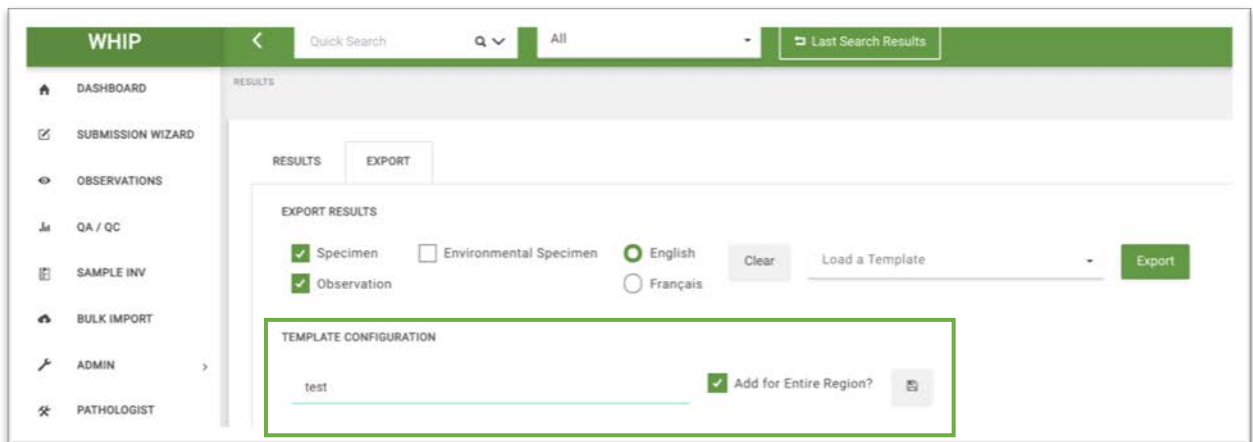 WHIP
Quick Search
All
Last Search Results
DASHBOARD
SUBMISSION WIZARD
OBSERVATIONS
QA / QC
SAMPLE INV
BULK IMPORT
ADMIN
PATHOLOGIST
RESULTS
RESULTS EXPORT
EXPORT RESULTS
Specimen Environmental Specimen English Clear Load a Template Export
Observation Français
TEMPLATE CONFIGURATION
test Add for Entire Region?